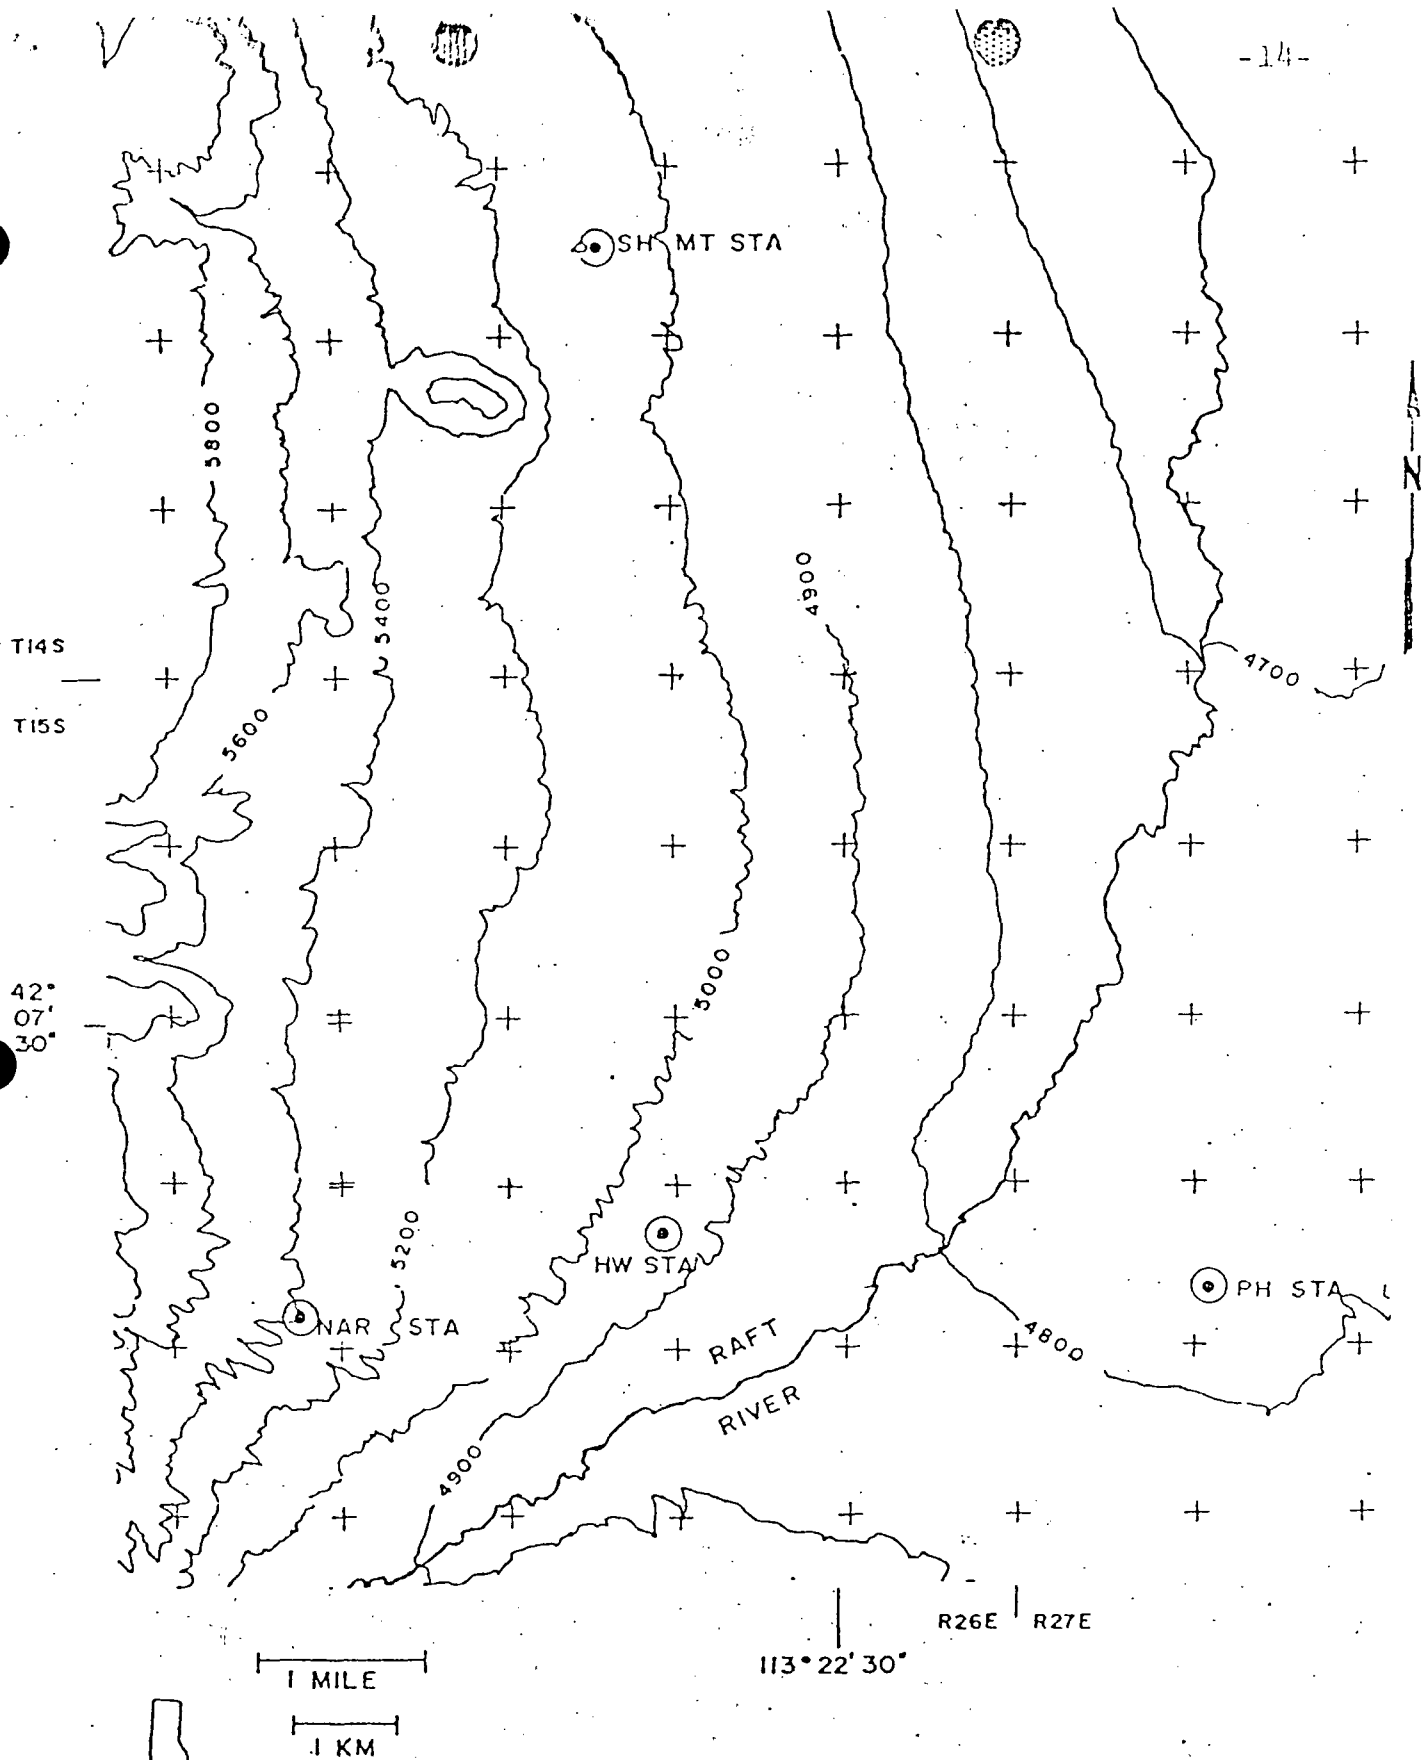 -14-
SH MT STA
5800
N
4900
5400
T14S
4700
T15S
5600
42°
07'
30"
5000
5200
HW STA
PH STA
NAR STA
RAFT
4800
RIVER
4900
R26E R27E
113° 22' 30"
1 MILE
1 KM